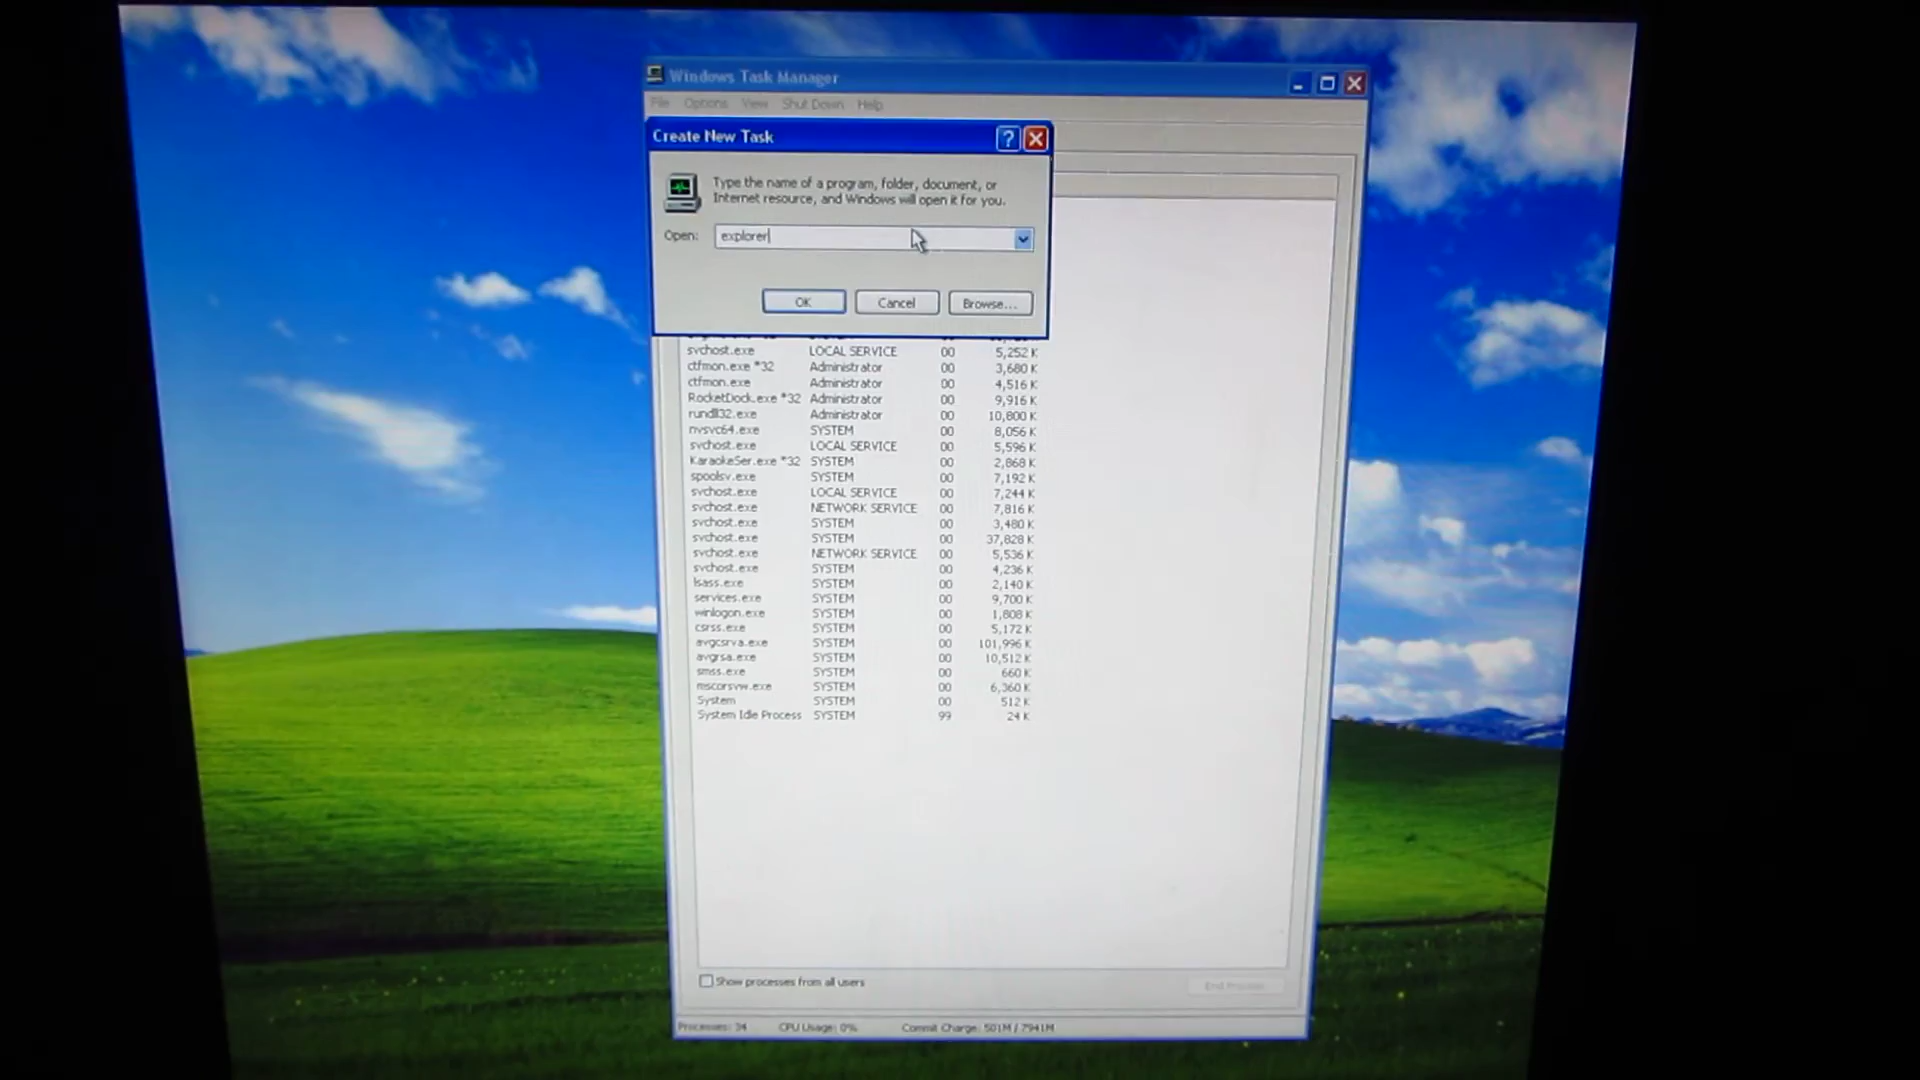 Windows Task Manager
File Options View Shut Down Help
Create New Task
Type the name of a program, folder, document, or
Internet resource, and Windows will open it for you.
Open: explorer
OK Cancel Browse...
svchost.exe LOCAL SERVICE 00 5,252 K
ctfmon.exe *32 Administrator 00 3,680 K
ctfmon.exe Administrator 00 4,516 K
RocketDock.exe *32 Administrator 00 9,916 K
rundll32.exe Administrator 00 10,800 K
nvsvc64.exe SYSTEM 00 8,056 K
svchost.exe LOCAL SERVICE 00 5,596 K
KaraokeSer.exe *32 SYSTEM 00 2,868 K
spoolsv.exe SYSTEM 00 7,192 K
svchost.exe LOCAL SERVICE 00 7,244 K
svchost.exe NETWORK SERVICE 00 7,816 K
svchost.exe SYSTEM 00 3,480 K
svchost.exe SYSTEM 00 37,828 K
svchost.exe NETWORK SERVICE 00 5,536 K
svchost.exe SYSTEM 00 4,236 K
lsass.exe SYSTEM 00 2,140 K
services.exe SYSTEM 00 9,700 K
winlogon.exe SYSTEM 00 1,808 K
csrss.exe SYSTEM 00 5,172 K
avgcsrva.exe SYSTEM 00 101,996 K
avgrsa.exe SYSTEM 00 10,512 K
smss.exe SYSTEM 00 660 K
mscorsvw.exe SYSTEM 00 6,360 K
System SYSTEM 00 512 K
System Idle Process SYSTEM 99 24 K
Show processes from all users
End Process
Processes: 34 CPU Usage: 0% Commit Charge: 501M / 7941M